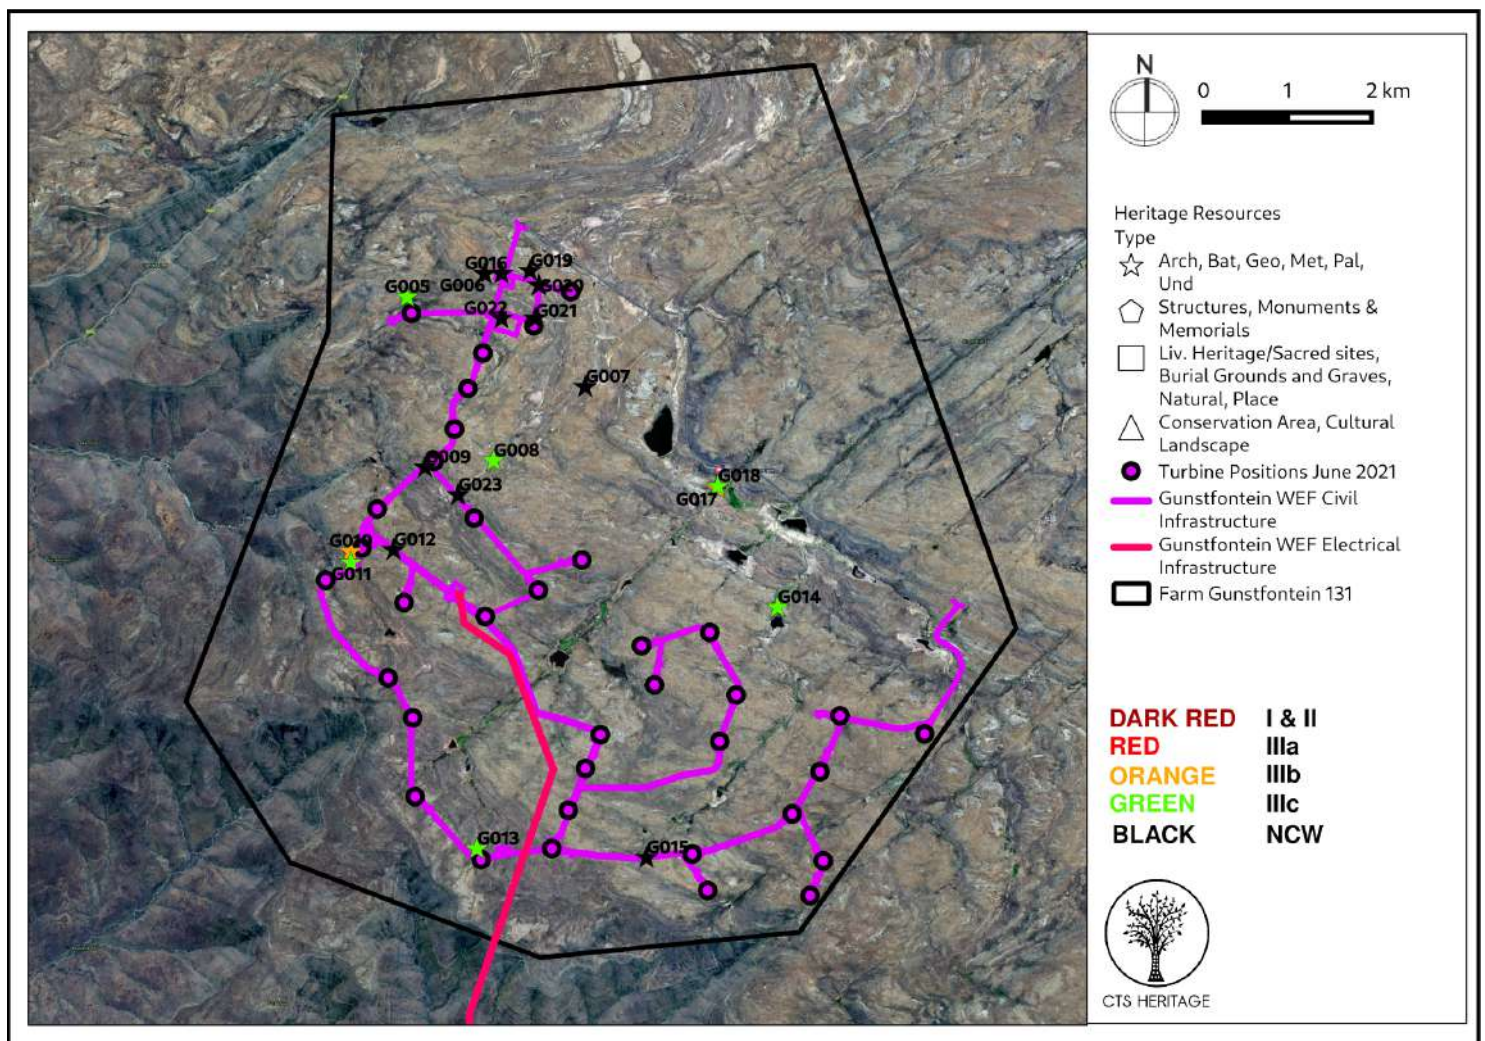 N
0 1 2 km
Heritage Resources
Type
Arch, Bat, Geo, Met, Pal,
Und
Structures, Monuments &
Memorials
Liv. Heritage/Sacred sites,
Burial Grounds and Graves,
Natural, Place
Conservation Area, Cultural
Landscape
Turbine Positions June 2021
Gunstfontein WEF Civil
Infrastructure
Gunstfontein WEF Electrical
Infrastructure
Farm Gunstfontein 131
DARK RED I & II
RED IIIa
ORANGE IIIb
GREEN IIIc
BLACK NCW
CTS HERITAGE
G016
G019
G005
G006
G020
G022
G021
G007
G008
G009
G023
G018
G017
G010
G012
G011
G014
G013
G015